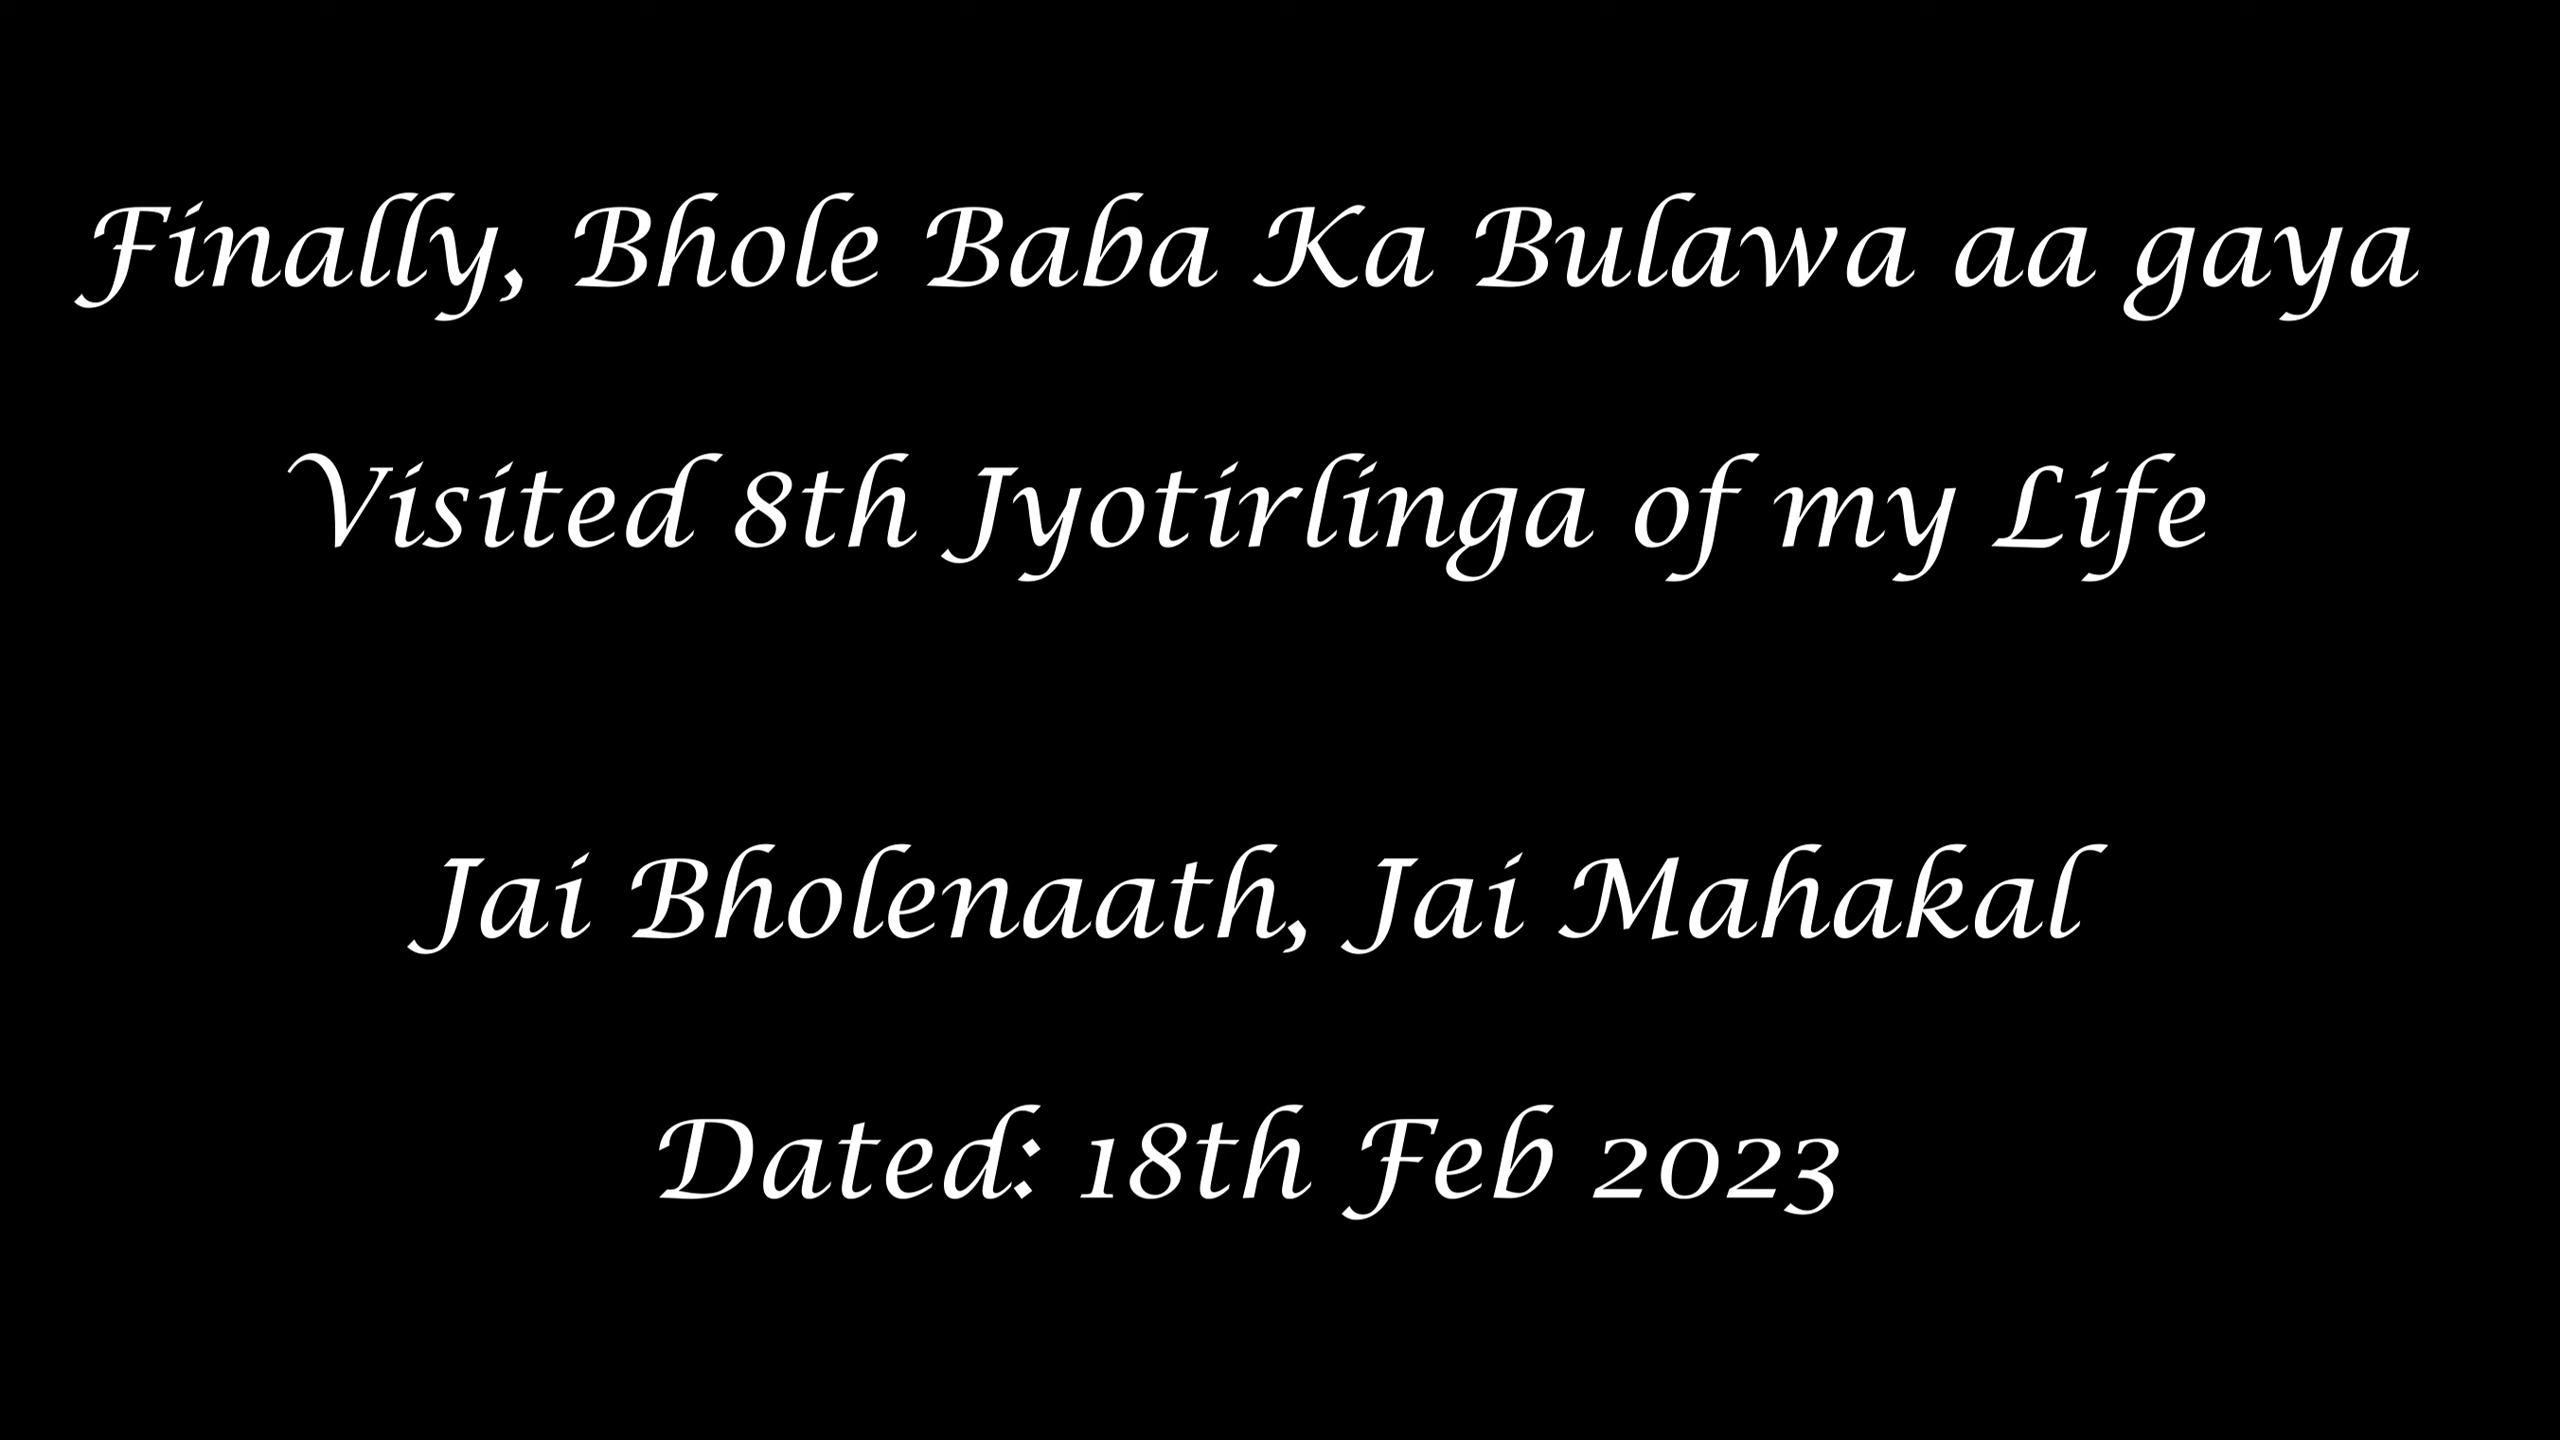 Finally, Bhole Baba Ka Bulawa aa gaya
Visited 8th Jyotirlinga of my Life
Jai Bholenaath, Jai Mahakal
Dated: 18th Feb 2023